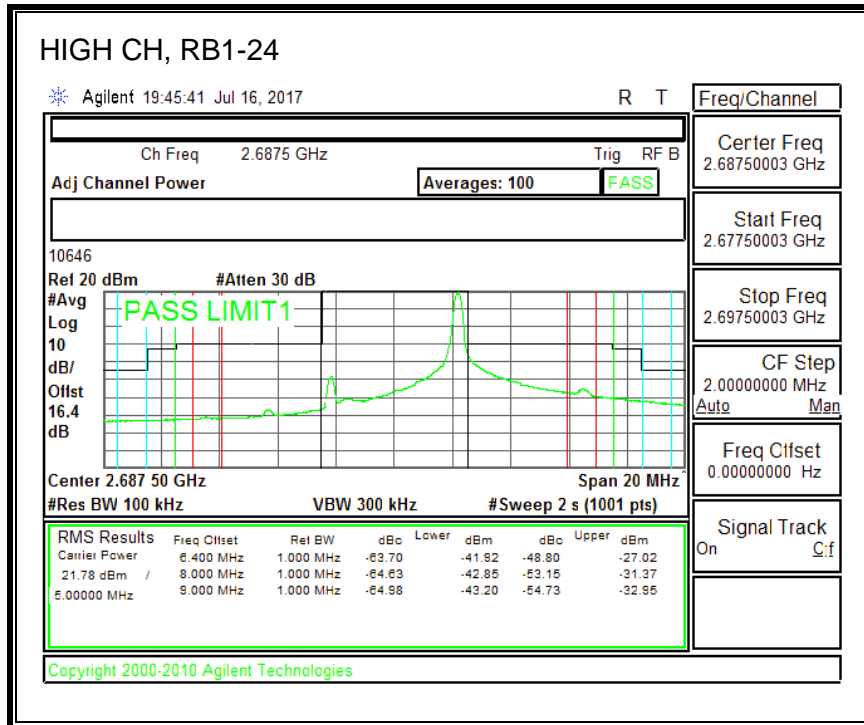 HIGH CH, RB1-24
Agilent 19:45:41 Jul 16, 2017 R T
Freq/Channel
Ch Freq 2.6875 GHz Trig RF B
Adj Channel Power Averages: 100 PASS
10646
Ref 20 dBm #Atten 30 dB
#Avg
Log
10
dB/
Offst
16.4
dB
PASS LIMIT1
Center 2.687 50 GHz Span 20 MHz
#Res BW 100 kHz VBW 300 kHz #Sweep 2 s (1001 pts)
RMS Results Freq Offset Ref BW dBc Lower dBm dBc Upper dBm
Carrier Power 6.400 MHz 1.000 MHz -63.70 -41.92 -48.80 -27.02
21.78 dBm / 8.000 MHz 1.000 MHz -64.63 -42.85 -53.15 -31.37
5.00000 MHz 9.000 MHz 1.000 MHz -64.98 -43.20 -54.73 -32.95
Center Freq
2.68750003 GHz
Start Freq
2.67750003 GHz
Stop Freq
2.69750003 GHz
CF Step
2.00000000 MHz
Auto Man
Freq Offset
0.00000000 Hz
Signal Track
On Off
Copyright 2000-2010 Agilent Technologies